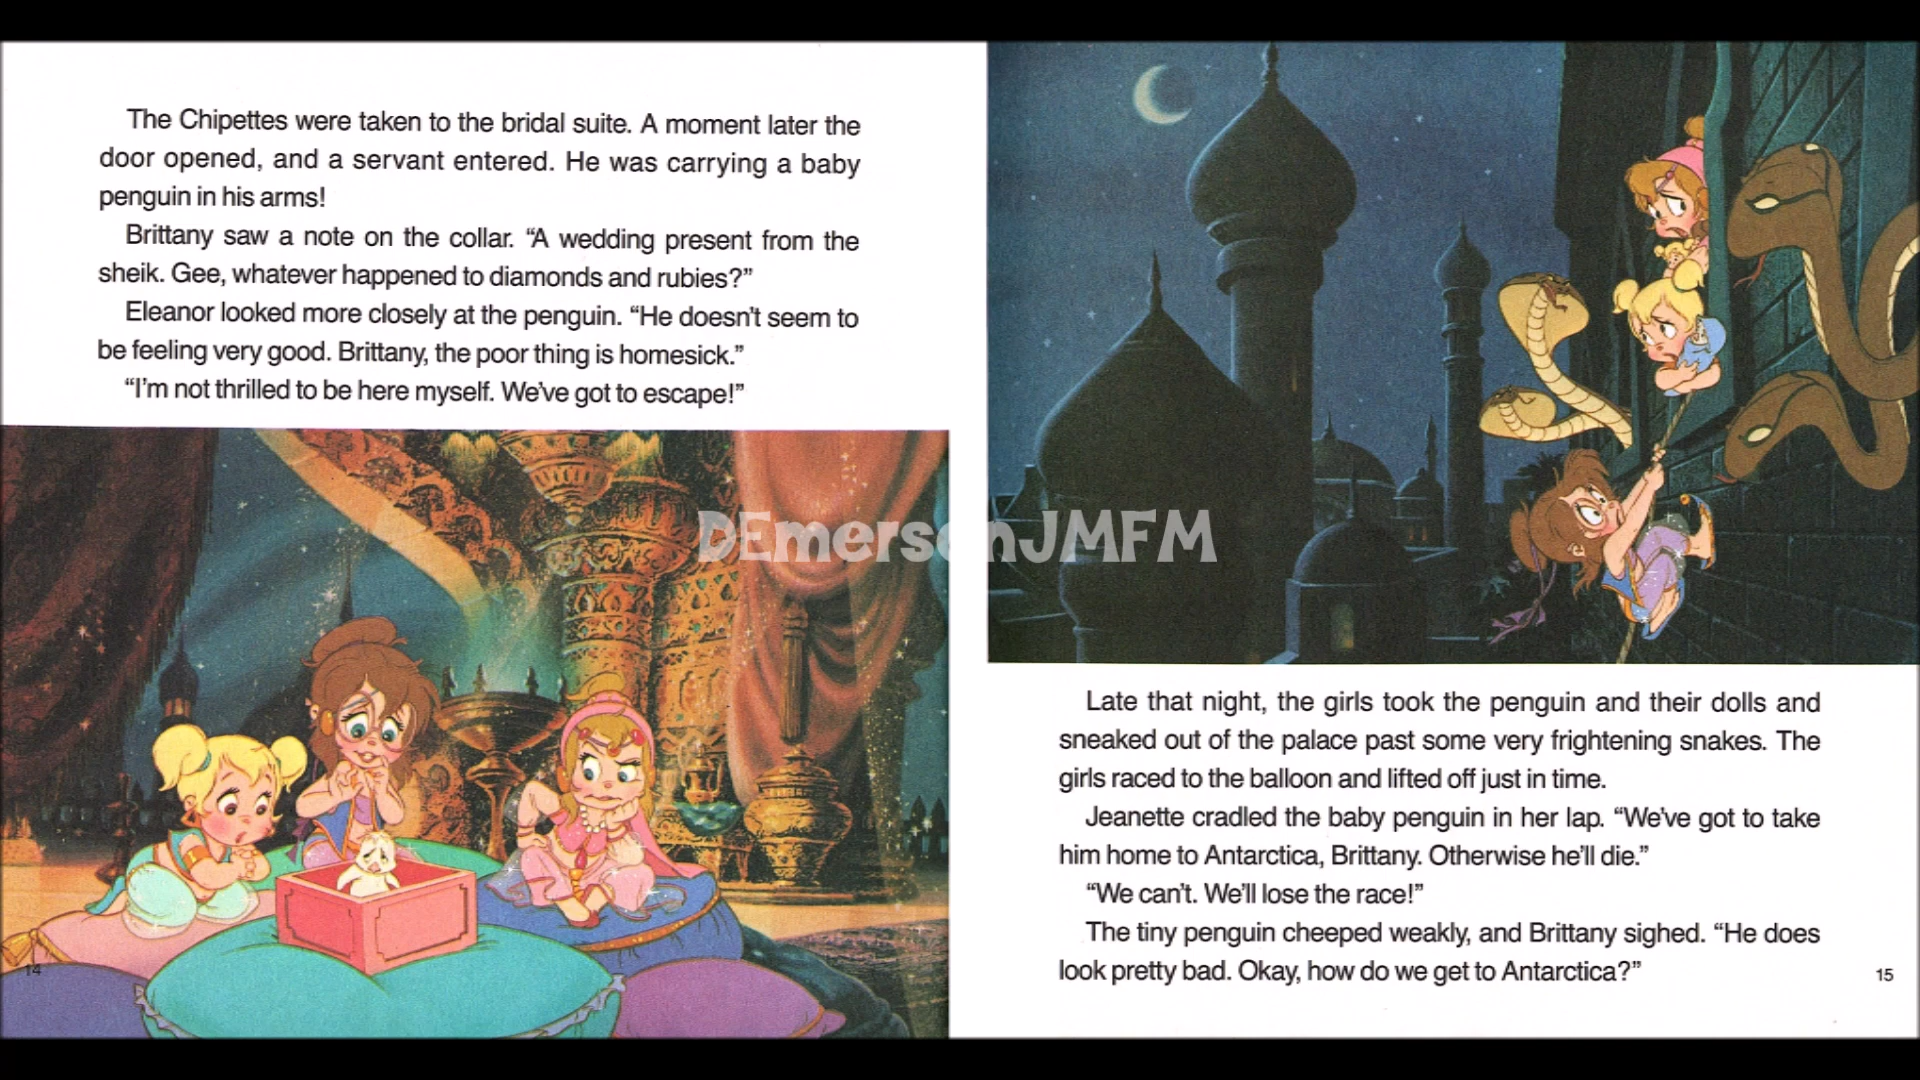 The Chipettes were taken to the bridal suite. A moment later the
door opened, and a servant entered. He was carrying a baby
penguin in his arms!
Brittany saw a note on the collar. “A wedding present from the
sheik. Gee, whatever happened to diamonds and rubies?”
Eleanor looked more closely at the penguin. “He doesn’t seem to
be feeling very good. Brittany, the poor thing is homesick.”
“I’m not thrilled to be here myself. We’ve got to escape!”
14
DEmersonJMFM
Late that night, the girls took the penguin and their dolls and
sneaked out of the palace past some very frightening snakes. The
girls raced to the balloon and lifted off just in time.
Jeanette cradled the baby penguin in her lap. “We’ve got to take
him home to Antarctica, Brittany. Otherwise he’ll die.”
“We can’t. We’ll lose the race!”
The tiny penguin cheeped weakly, and Brittany sighed. “He does
look pretty bad. Okay, how do we get to Antarctica?”
15